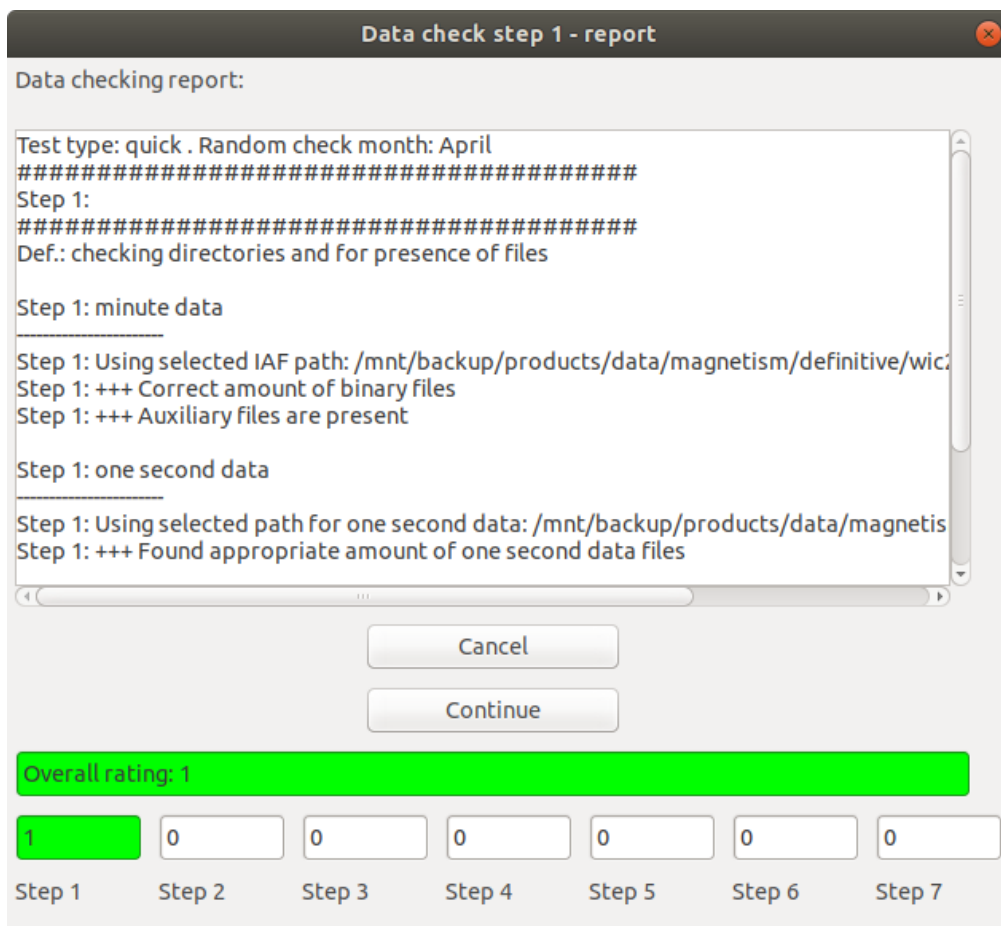 Data check step 1 - report
Data checking report:
Test type: quick . Random check month: April
#######################################
Step 1:
#######################################
Def.: checking directories and for presence of files
Step 1: minute data
-----------------------
Step 1: Using selected IAF path: /mnt/backup/products/data/magnetism/definitive/wic2
Step 1: +++ Correct amount of binary files
Step 1: +++ Auxiliary files are present
Step 1: one second data
-----------------------
Step 1: Using selected path for one second data: /mnt/backup/products/data/magnetis
Step 1: +++ Found appropriate amount of one second data files
Cancel
Continue
Overall rating: 1
1 0 0 0 0 0 0
Step 1 Step 2 Step 3 Step 4 Step 5 Step 6 Step 7